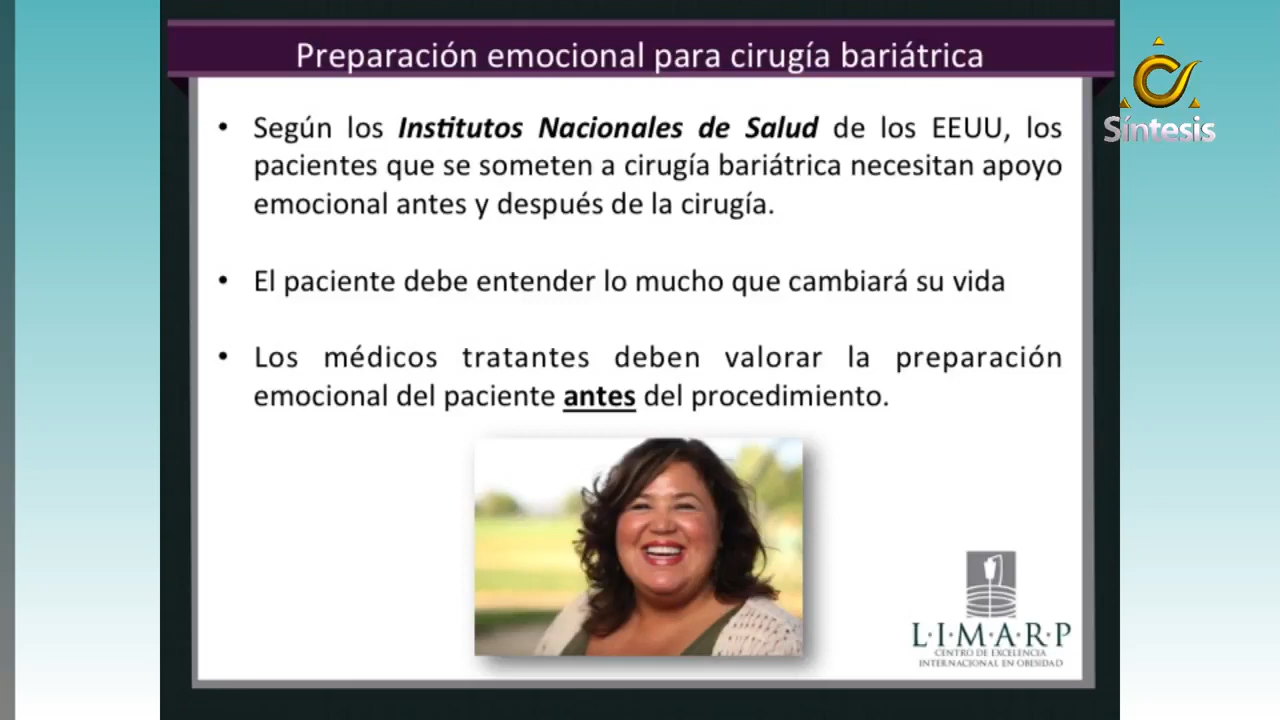 Preparación emocional para cirugía bariátrica
Síntesis
• Según los Institutos Nacionales de Salud de los EEUU, los
pacientes que se someten a cirugía bariátrica necesitan apoyo
emocional antes y después de la cirugía.
• El paciente debe entender lo mucho que cambiará su vida
• Los médicos tratantes deben valorar la preparación
emocional del paciente antes del procedimiento.
L·I·M·A·R·P
CENTRO DE EXCELENCIA
INTERNACIONAL EN OBESIDAD